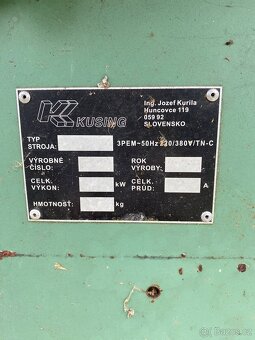 KUSING
Ing. Jozef Kurila
Huncovce 119
059 92
SLOVENSKO
TYP
STROJA:
3PEM~50Hz 220/380V/TN-C
VÝROBNÉ
ČÍSLO:
ROK
VÝROBY:
CELK.
VÝKON:
kW
CELK.
PRÚD:
A
HMOTNOSŤ:
kg